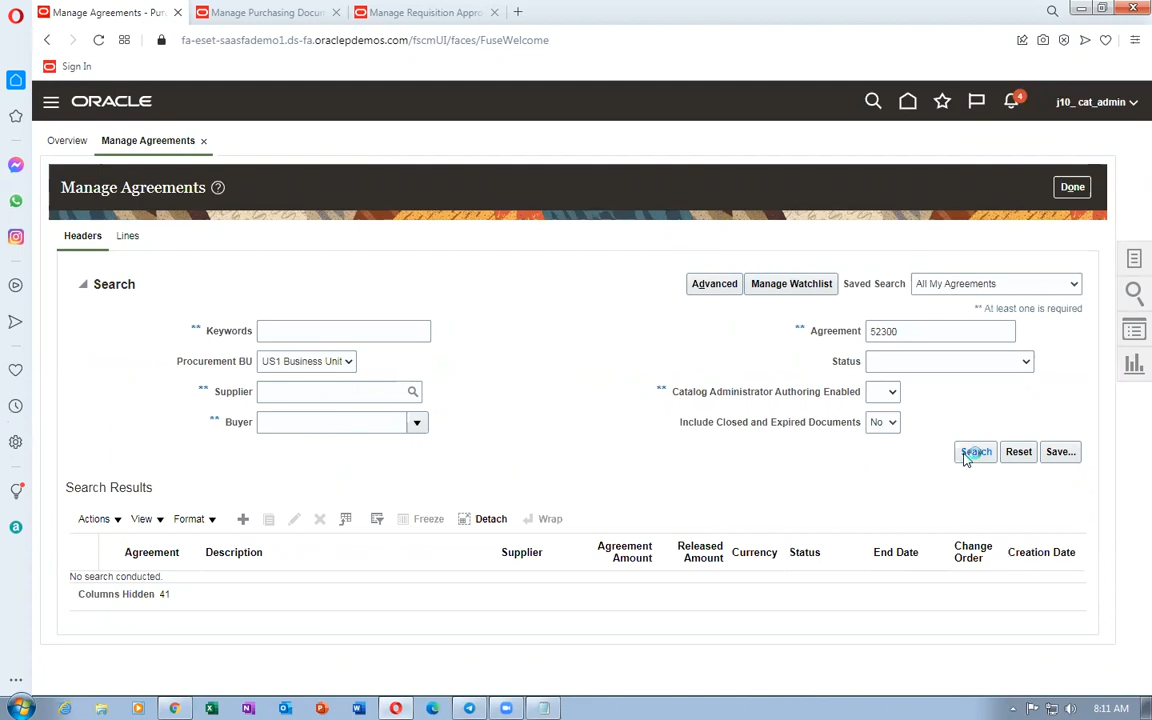 Manage Agreements - Pur
Manage Purchasing Docun
Manage Requisition Appro
fa-eset-saasfademo1.ds-fa.oraclepdemos.com/fscmUI/faces/FuseWelcome
Sign In
ORACLE
4
j10_ cat_admin
Overview
Manage Agreements
Manage Agreements
Done
Headers
Lines
Search
Advanced
Manage Watchlist
Saved Search
All My Agreements
** At least one is required
** Keywords
** Agreement
52300
Procurement BU
US1 Business Unit
Status
** Supplier
** Catalog Administrator Authoring Enabled
** Buyer
Include Closed and Expired Documents
No
Search
Reset
Save...
Search Results
Actions
View
Format
Freeze
Detach
Wrap
Agreement
Description
Supplier
Agreement Amount
Released Amount
Currency
Status
End Date
Change Order
Creation Date
No search conducted.
Columns Hidden 41
8:11 AM